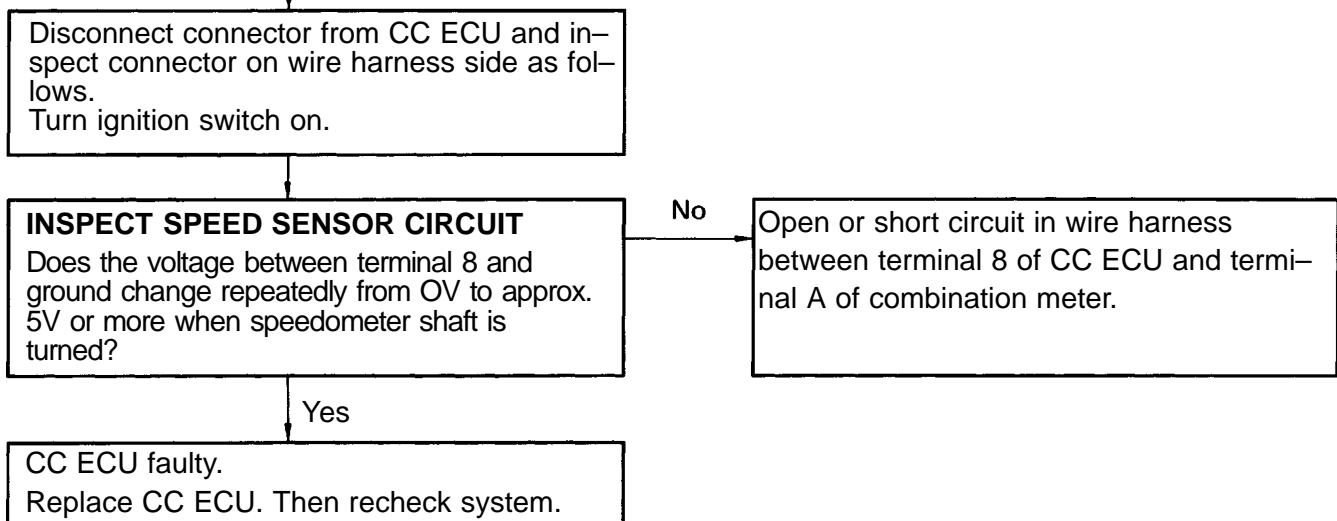 Disconnect connector from CC ECU and in–
spect connector on wire harness side as fol–
lows.
Turn ignition switch on.
INSPECT SPEED SENSOR CIRCUIT
Does the voltage between terminal 8 and
ground change repeatedly from OV to approx.
5V or more when speedometer shaft is
turned?
No
Open or short circuit in wire harness
between terminal 8 of CC ECU and termi–
nal A of combination meter.
Yes
CC ECU faulty.
Replace CC ECU. Then recheck system.